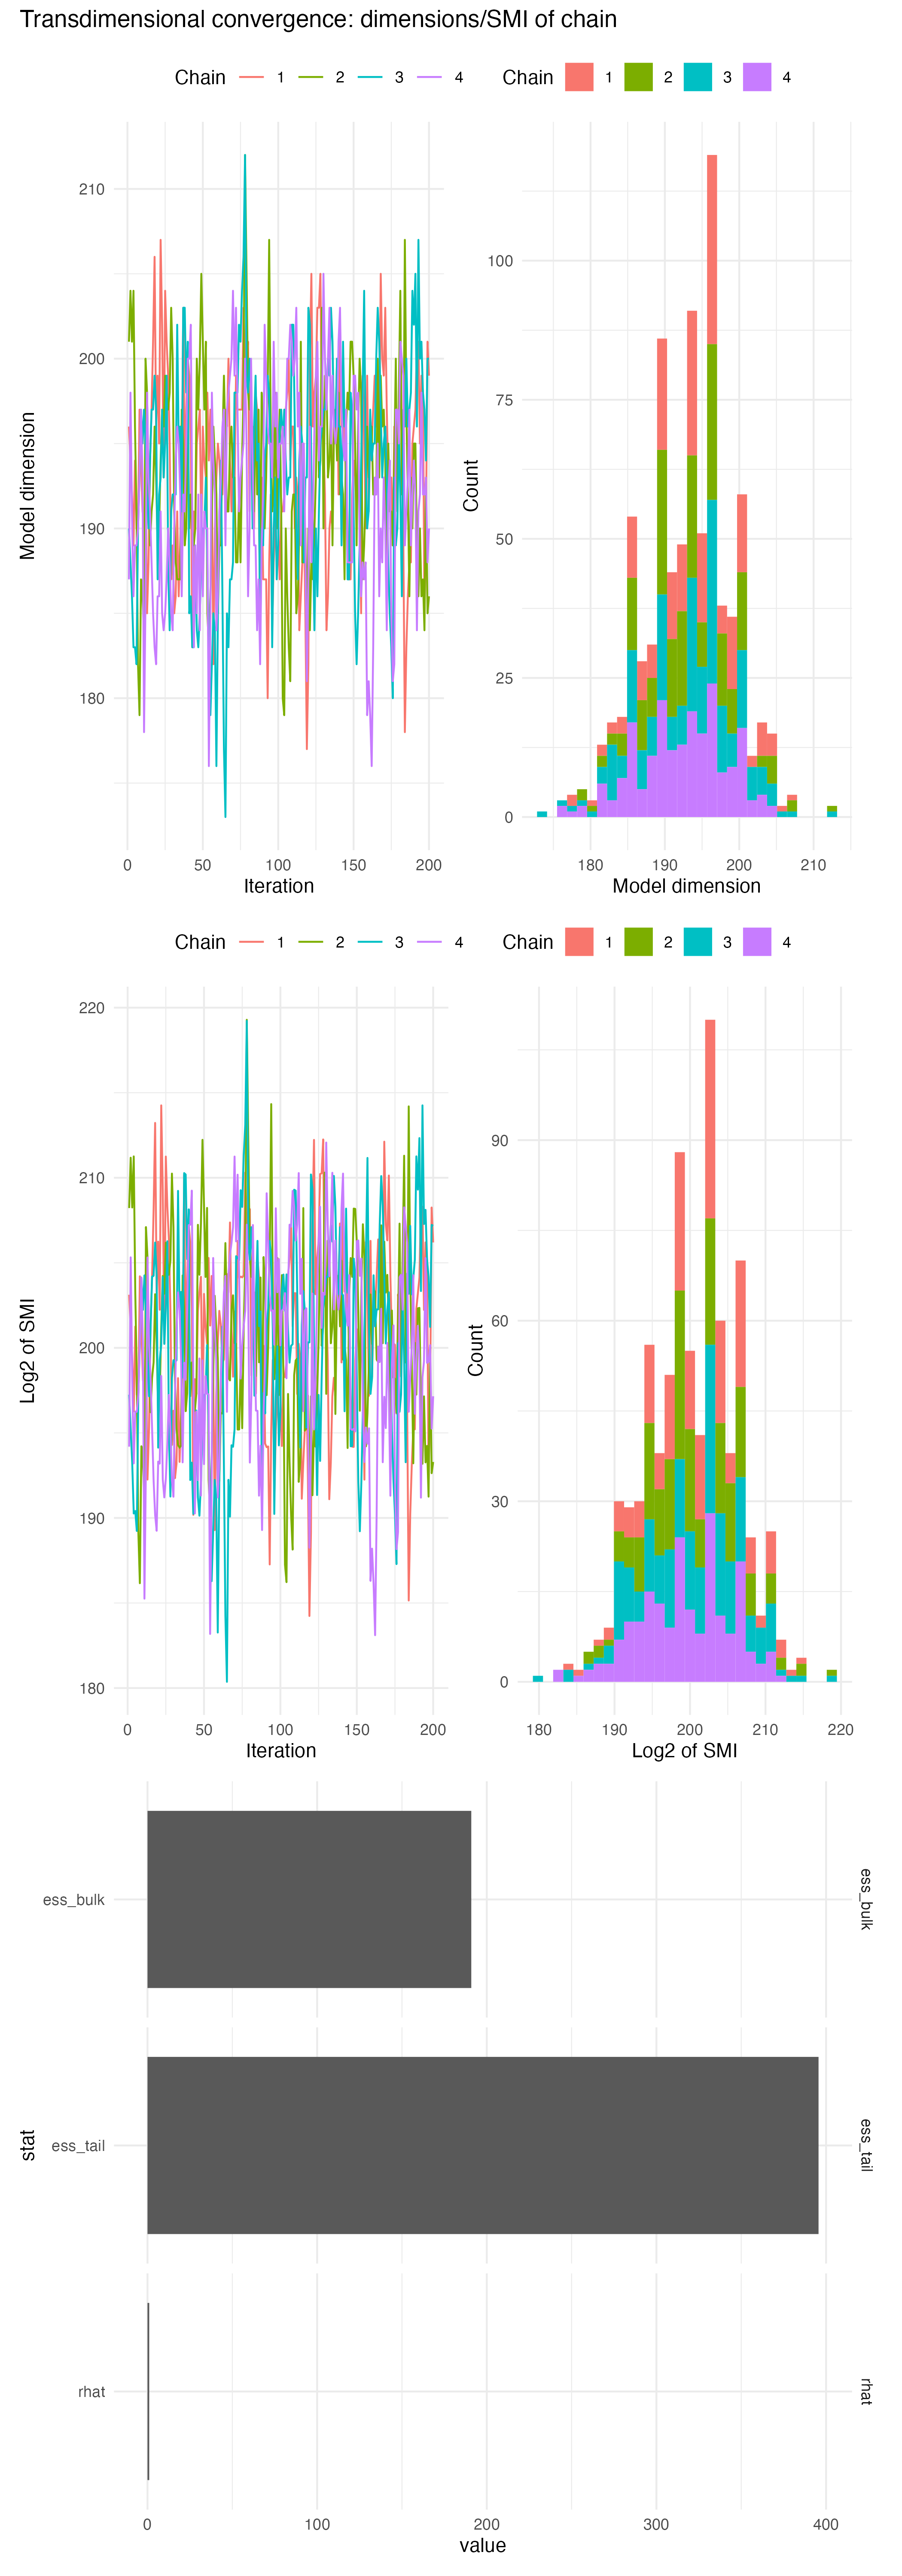 Transdimensional convergence: dimensions/SMI of chain
Chain 1 2 3 4 Chain 1 2 3 4
210
200
190
180
Model dimension
0 50 100 150 200
Iteration
100
75
50
25
0
Count
180 190 200 210
Model dimension
Chain 1 2 3 4 Chain 1 2 3 4
220
210
200
190
180
Log2 of SMI
0 50 100 150 200
Iteration
90
60
30
0
Count
180 190 200 210 220
Log2 of SMI
ess_bulk ess_bulk
stat
ess_tail ess_tail
rhat rhat
0 100 200 300 400
value